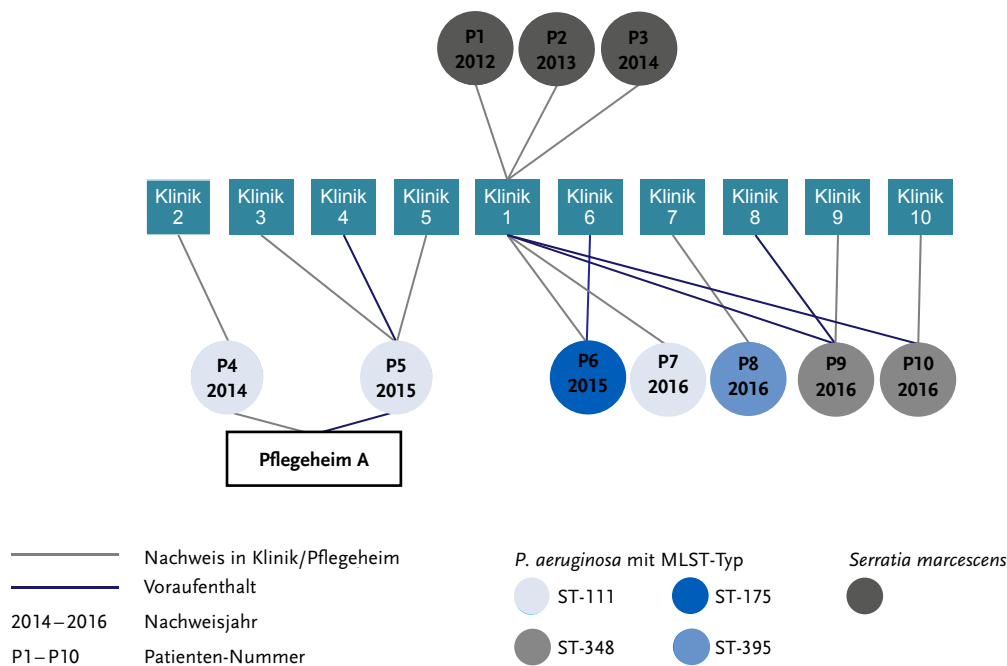 P1
2012
P2
2013
P3
2014
Klinik
2
Klinik
3
Klinik
4
Klinik
5
Klinik
1
Klinik
6
Klinik
7
Klinik
8
Klinik
9
Klinik
10
P4
2014
P5
2015
P6
2015
P7
2016
P8
2016
P9
2016
P10
2016
Pflegeheim A
Nachweis in Klinik/Pflegeheim
Voraufenthalt
2014–2016 Nachweisjahr
P1–P10 Patienten-Nummer
P. aeruginosa mit MLST-Typ
ST-111
ST-175
ST-348
ST-395
Serratia marcescens